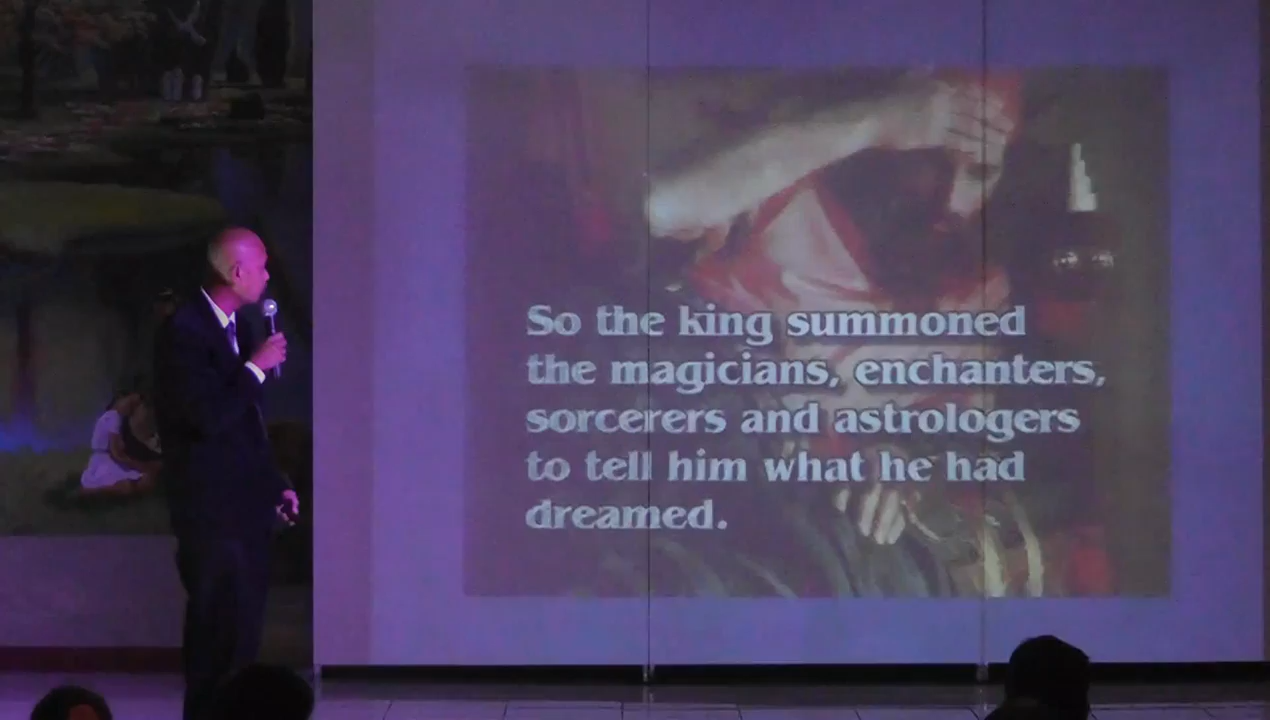 So the king summoned
the magicians, enchanters,
sorcerers and astrologers
to tell him what he had
dreamed.